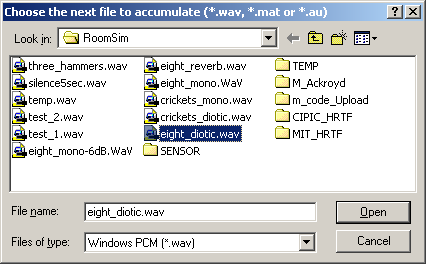 Choose the next file to accumulate (*.wav, *.mat or *.au)
Look in: RoomSim
three_hammers.wav
silence5sec.wav
temp.wav
test_2.wav
test_1.wav
eight_mono-6dB.WaV
eight_reverb.wav
eight_mono.WaV
crickets_mono.wav
crickets_diotic.wav
eight_diotic.wav
SENSOR
TEMP
M_Ackroyd
m_code_Upload
CIPIC_HRTF
MIT_HRTF
File name: eight_diotic.wav Open
Files of type: Windows PCM (*.wav) Cancel